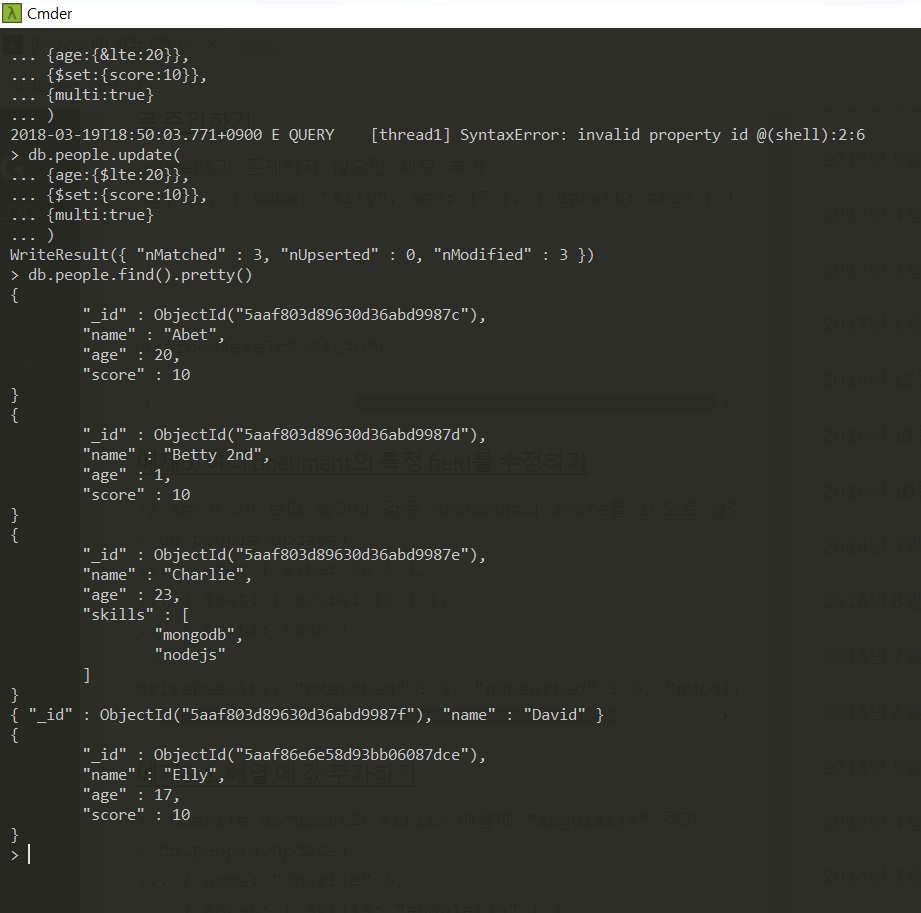 Cmder
... {age:{&lte:20}},
... {$set:{score:10}},
... {multi:true}
... )
2018-03-19T18:50:03.771+0900 E QUERY    [thread1] SyntaxError: invalid property id @(shell):2:6
> db.people.update(
... {age:{$lte:20}},
... {$set:{score:10}},
... {multi:true}
... )
WriteResult({ "nMatched" : 3, "nUpserted" : 0, "nModified" : 3 })
> db.people.find().pretty()
{
        "_id" : ObjectId("5aaf803d89630d36abd9987c"),
        "name" : "Abet",
        "age" : 20,
        "score" : 10
}
{
        "_id" : ObjectId("5aaf803d89630d36abd9987d"),
        "name" : "Betty 2nd",
        "age" : 1,
        "score" : 10
}
{
        "_id" : ObjectId("5aaf803d89630d36abd9987e"),
        "name" : "Charlie",
        "age" : 23,
        "skills" : [
                "mongodb",
                "nodejs"
        ]
}
{ "_id" : ObjectId("5aaf803d89630d36abd9987f"), "name" : "David" }
{
        "_id" : ObjectId("5aaf86e6e58d93bb06087dce"),
        "name" : "Elly",
        "age" : 17,
        "score" : 10
}
>